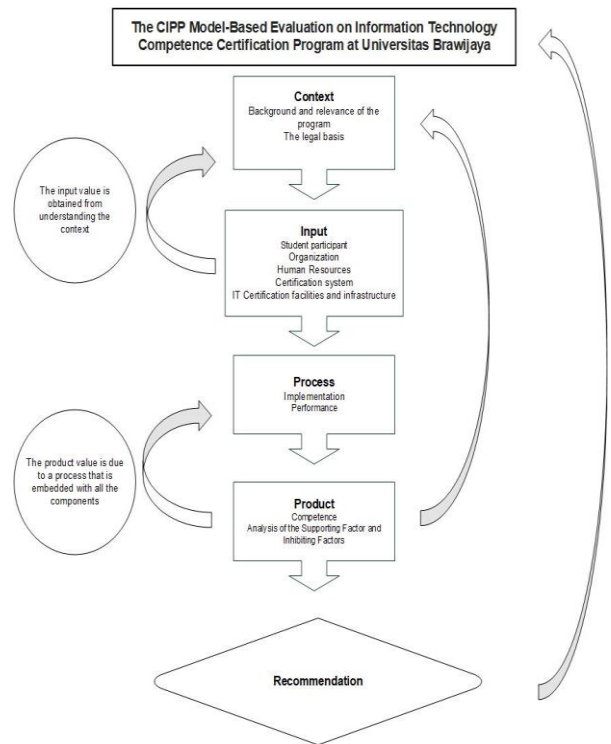 The CIPP Model-Based Evaluation on Information Technology
Competence Certification Program at Universitas Brawijaya
Context
Background and relevance of the
program
The legal basis
The input value is
obtained from
understanding the
context
Input
Student participant
Organization
Human Resources
Certification system
IT Certification facilities and infrastructure
Process
Implementation
Performance
The product value is due
to a process that is
embedded with all the
components
Product
Competence
Analysis of the Supporting Factor and
Inhibiting Factors
Recommendation